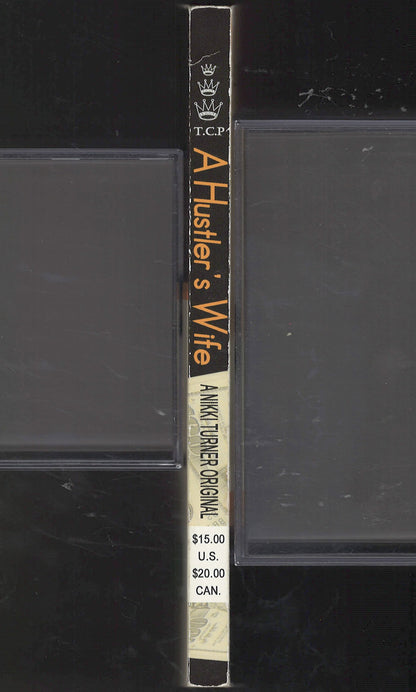 T.C.P
A Hustler's Wife
A NIKKI TURNER ORIGINAL
$15.00
U.S.
$20.00
CAN.